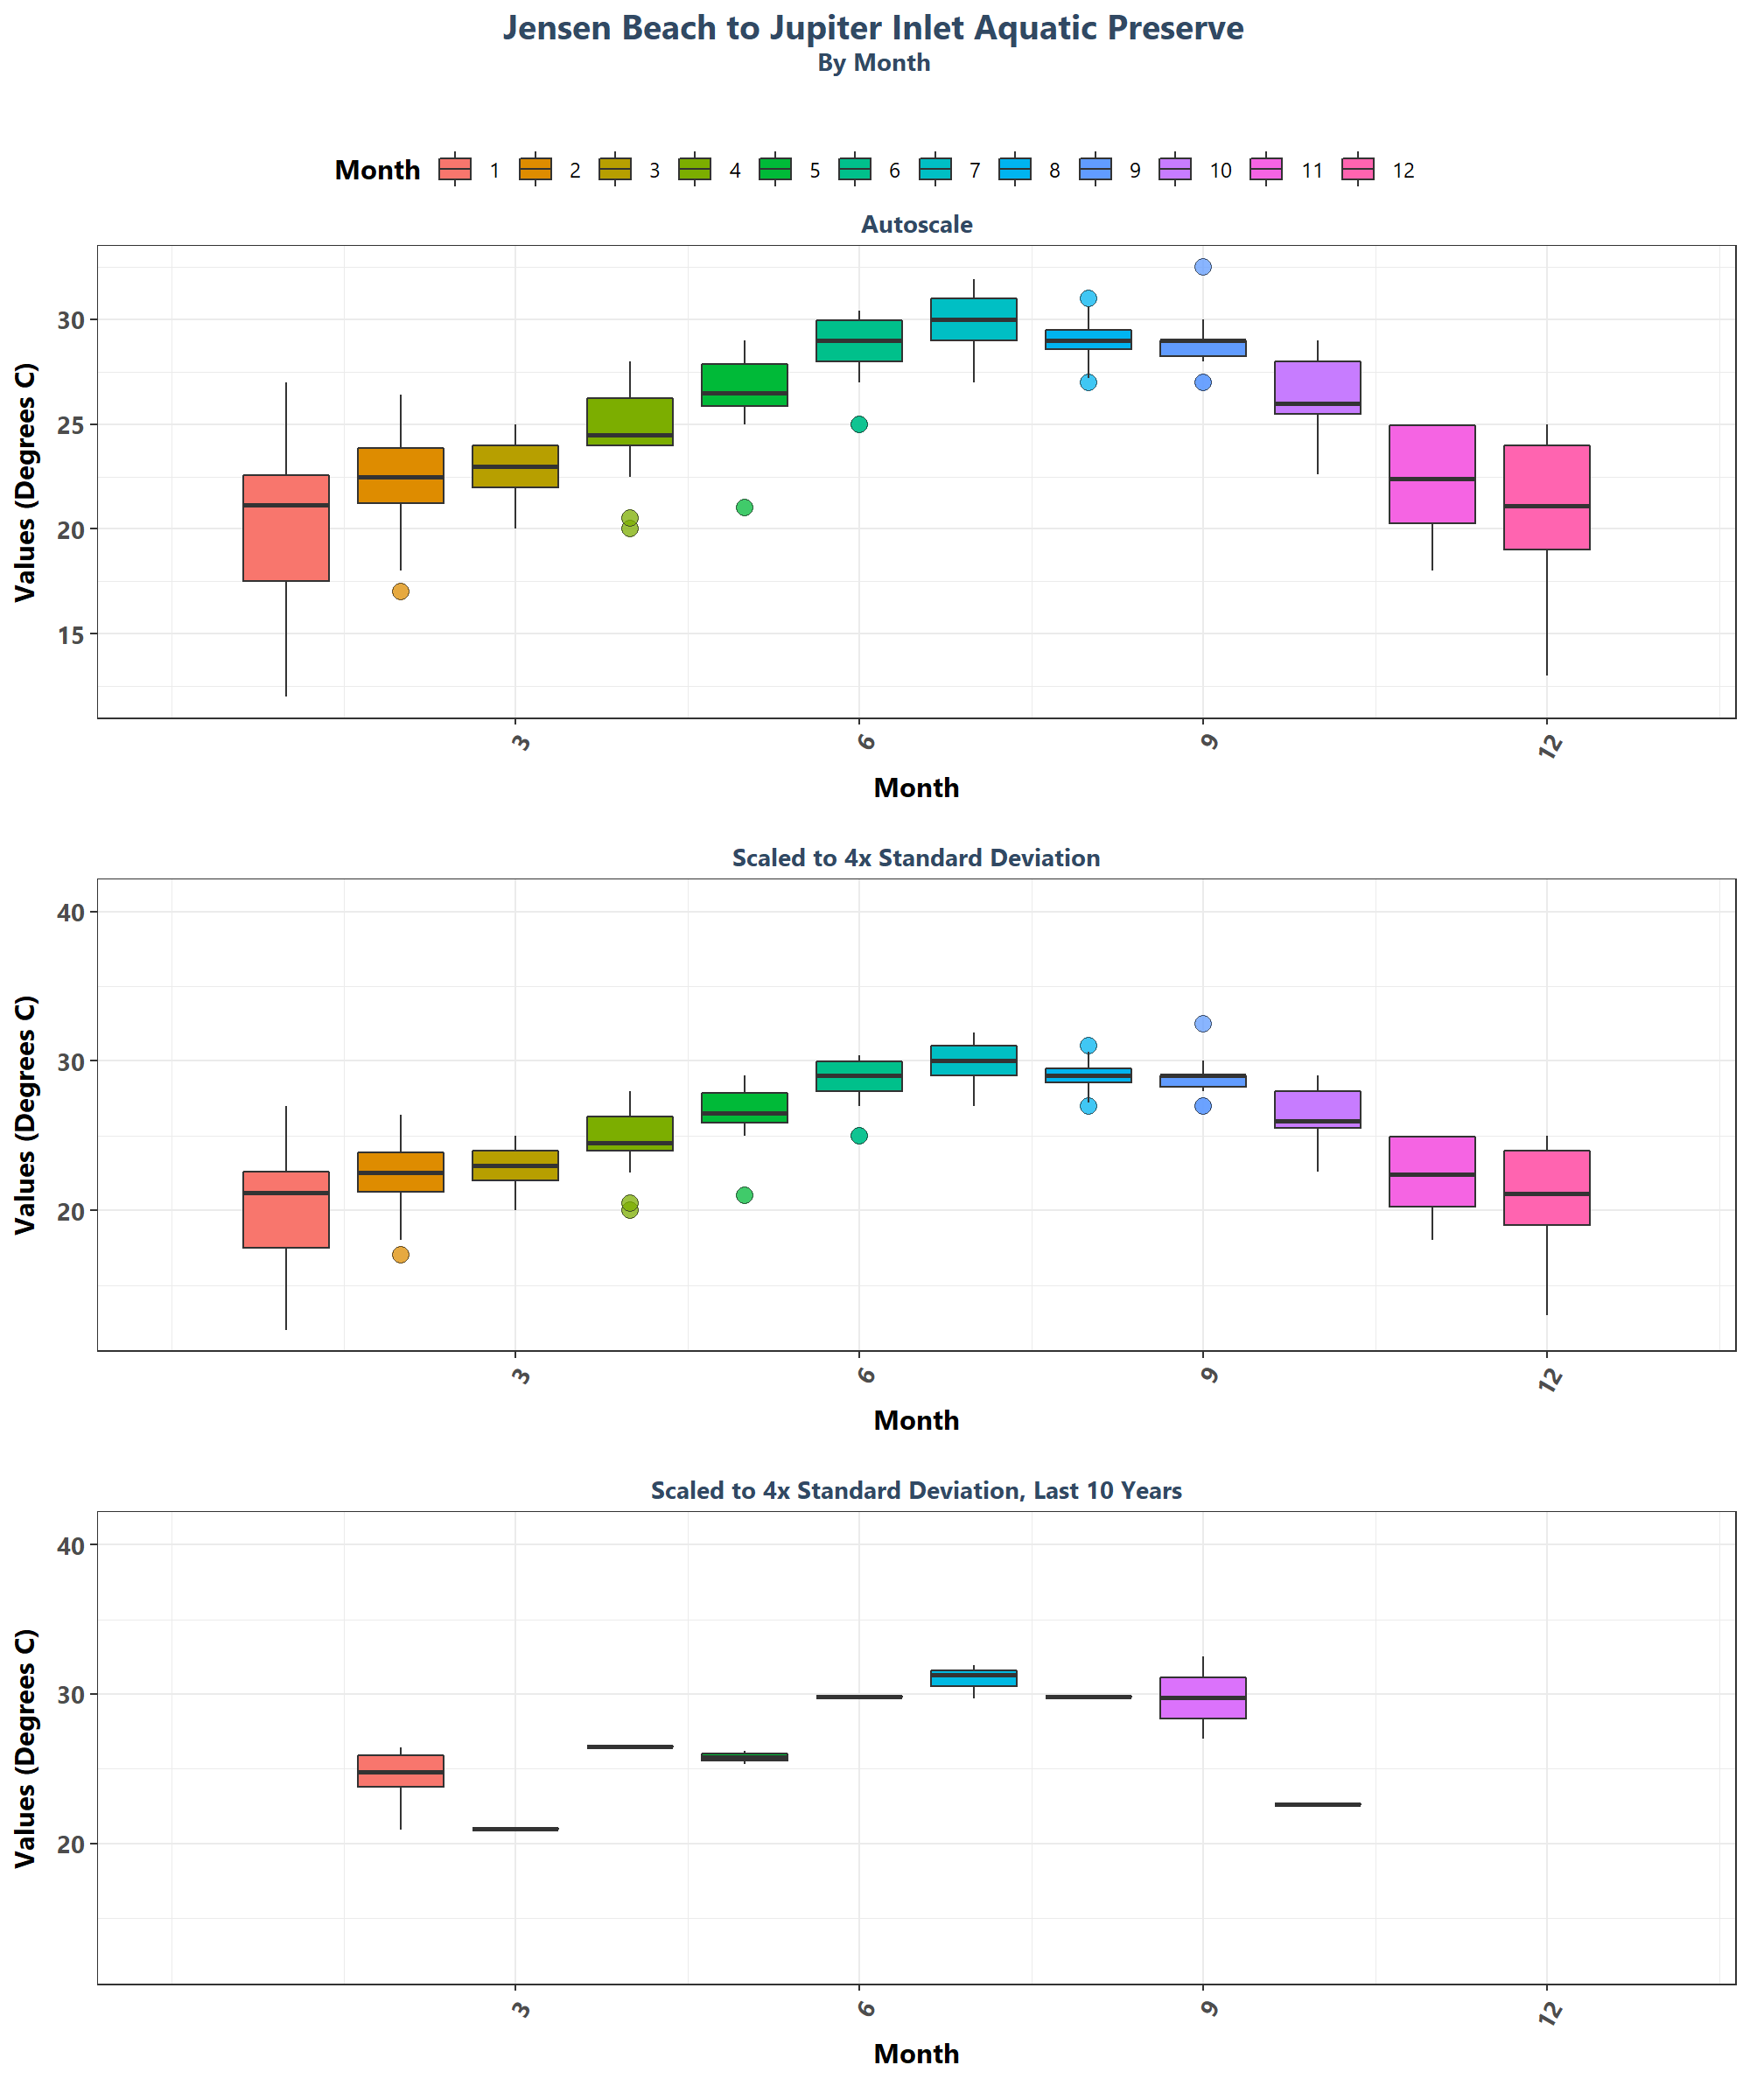 Jensen Beach to Jupiter Inlet Aquatic Preserve
By Month
Month 1 2 3 4 5 6 7 8 9 10 11 12
Autoscale
Values (Degrees C)
30
25
20
15
3 6 9 12
Month
Scaled to 4x Standard Deviation
Values (Degrees C)
40
30
20
3 6 9 12
Month
Scaled to 4x Standard Deviation, Last 10 Years
Values (Degrees C)
40
30
20
3 6 9 12
Month